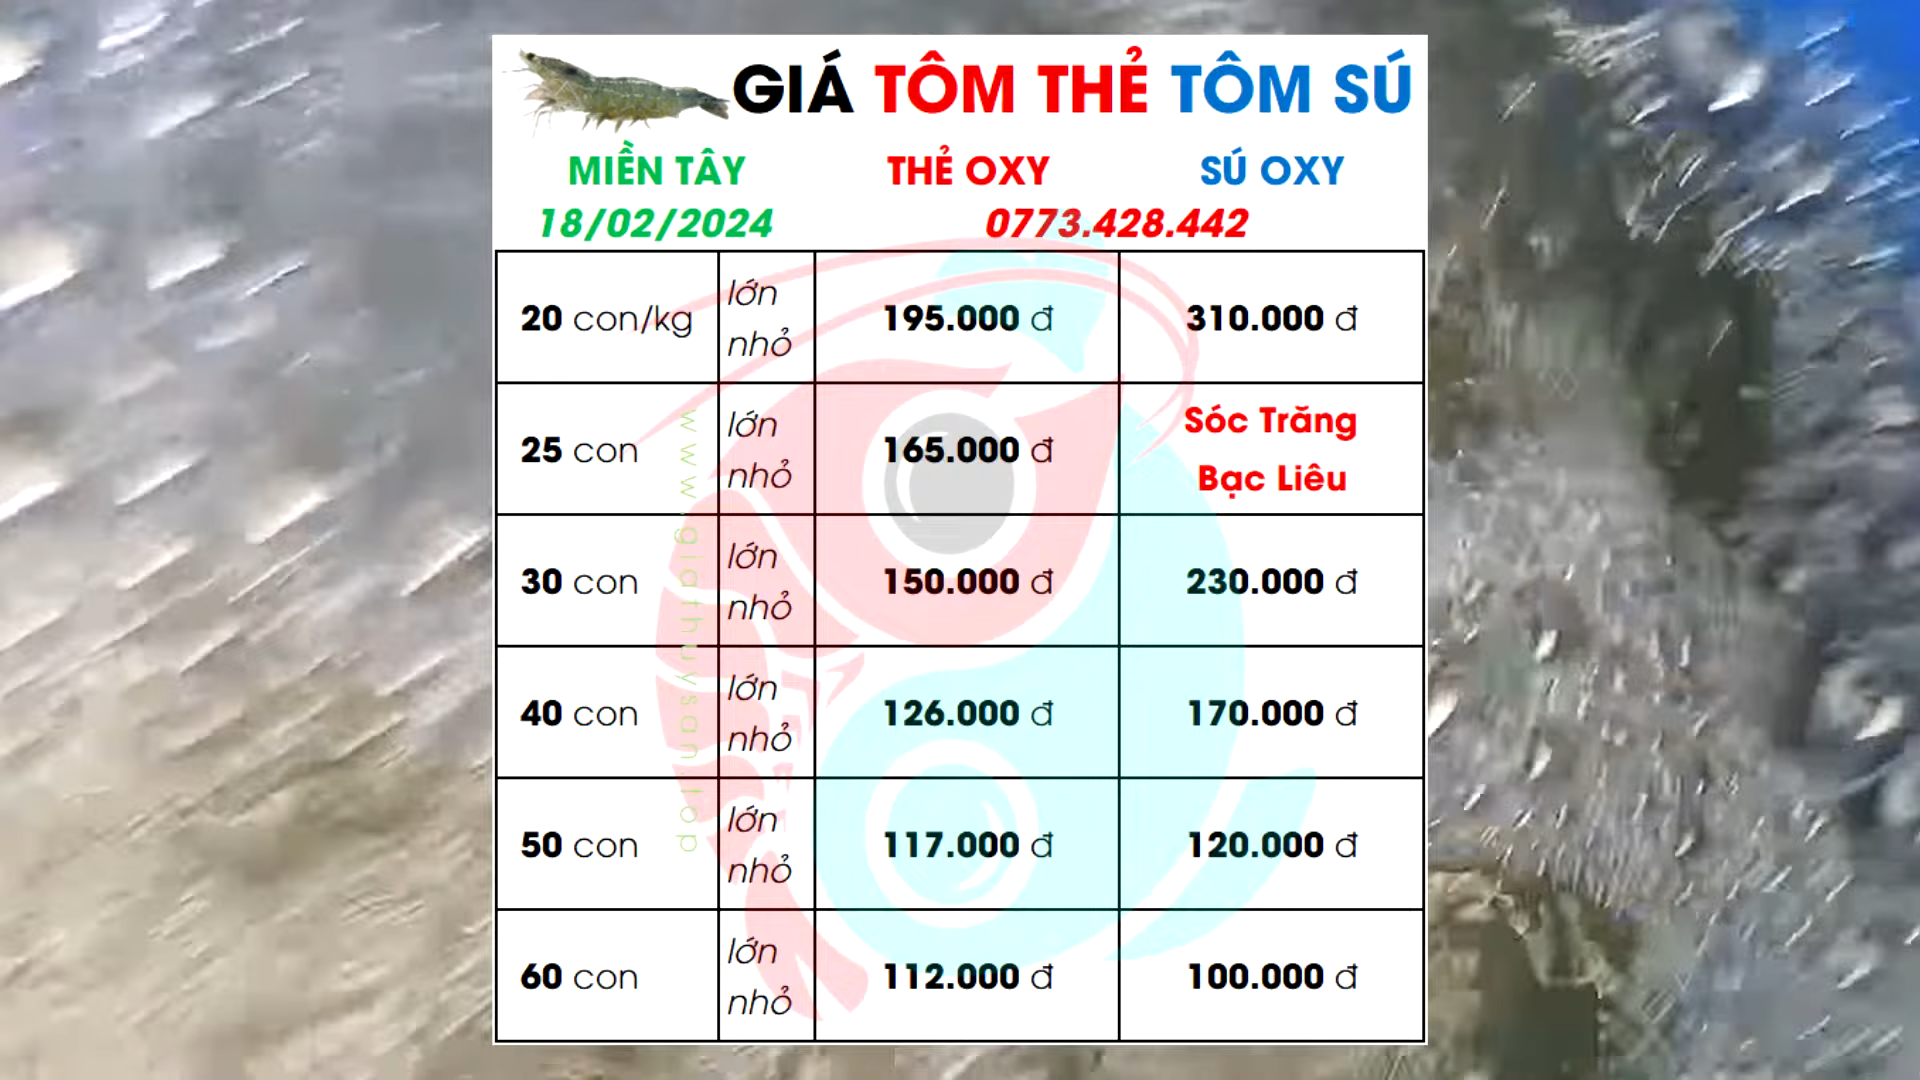 GIÁ TÔM THẺ TÔM SÚ
MIỀN TÂY THẺ OXY SÚ OXY
18/02/2024 0773.428.442
20 con/kg lớn nhỏ 195.000 đ 310.000 đ
25 con lớn nhỏ 165.000 đ Sóc Trăng Bạc Liêu
30 con lớn nhỏ 150.000 đ 230.000 đ
40 con lớn nhỏ 126.000 đ 170.000 đ
50 con lớn nhỏ 117.000 đ 120.000 đ
60 con lớn nhỏ 112.000 đ 100.000 đ
www.giathuysan.top